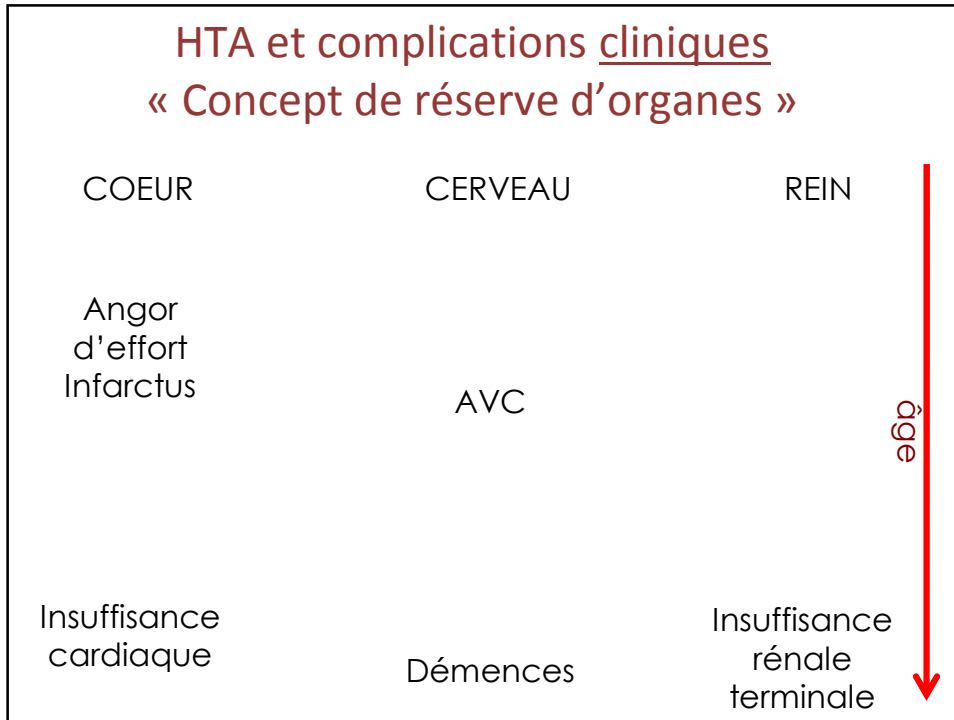 HTA et complications cliniques
« Concept de réserve d’organes »
COEUR
CERVEAU
REIN
Angor
d’effort
Infarctus
AVC
âge
Insuffisance
cardiaque
Démences
Insuffisance
rénale
terminale